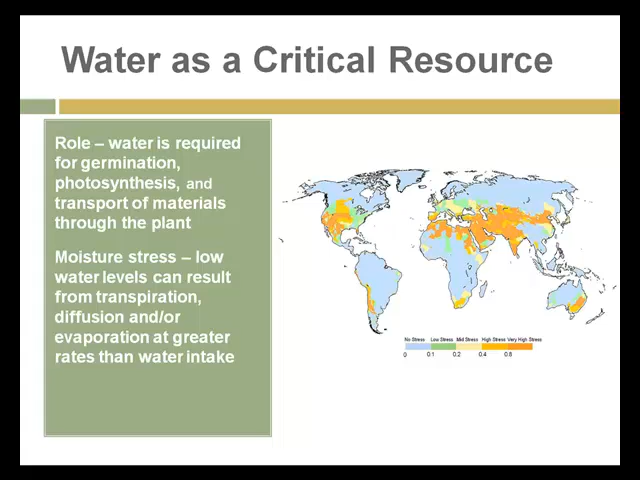 Water as a Critical Resource
Role – water is required
for germination,
photosynthesis, and
transport of materials
through the plant
Moisture stress – low
water levels can result
from transpiration,
diffusion and/or
evaporation at greater
rates than water intake
No Stress Low Stress Mid Stress High Stress Very High Stress
0 0.1 0.2 0.4 0.8